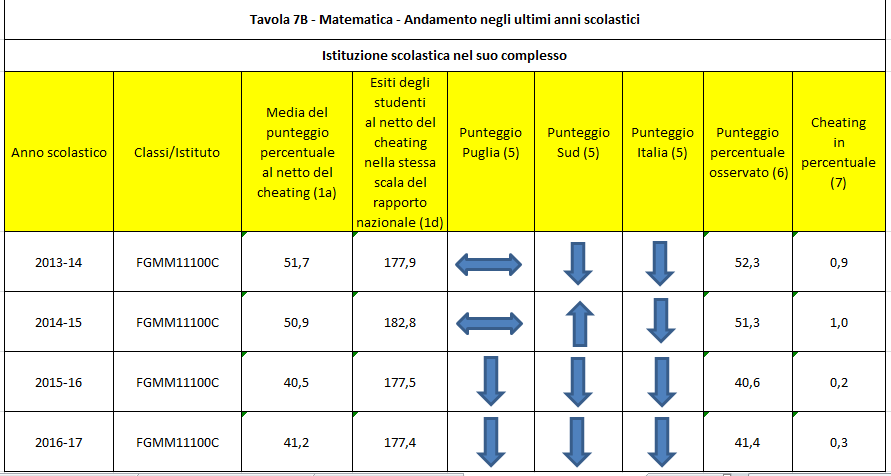 Tavola 7B - Matematica - Andamento negli ultimi anni scolastici
Istituzione scolastica nel suo complesso
Anno scolastico
Classi/Istituto
Media del
punteggio
percentuale
al netto del
cheating (1a)
Esiti degli
studenti
al netto del
cheating
nella stessa
scala del
rapporto
nazionale (1d)
Punteggio
Puglia (5)
Punteggio
Sud (5)
Punteggio
Italia (5)
Punteggio
percentuale
osservato (6)
Cheating
in
percentuale
(7)
2013-14 FGMM11100C 51,7 177,9 52,3 0,9
2014-15 FGMM11100C 50,9 182,8 51,3 1,0
2015-16 FGMM11100C 40,5 177,5 40,6 0,2
2016-17 FGMM11100C 41,2 177,4 41,4 0,3